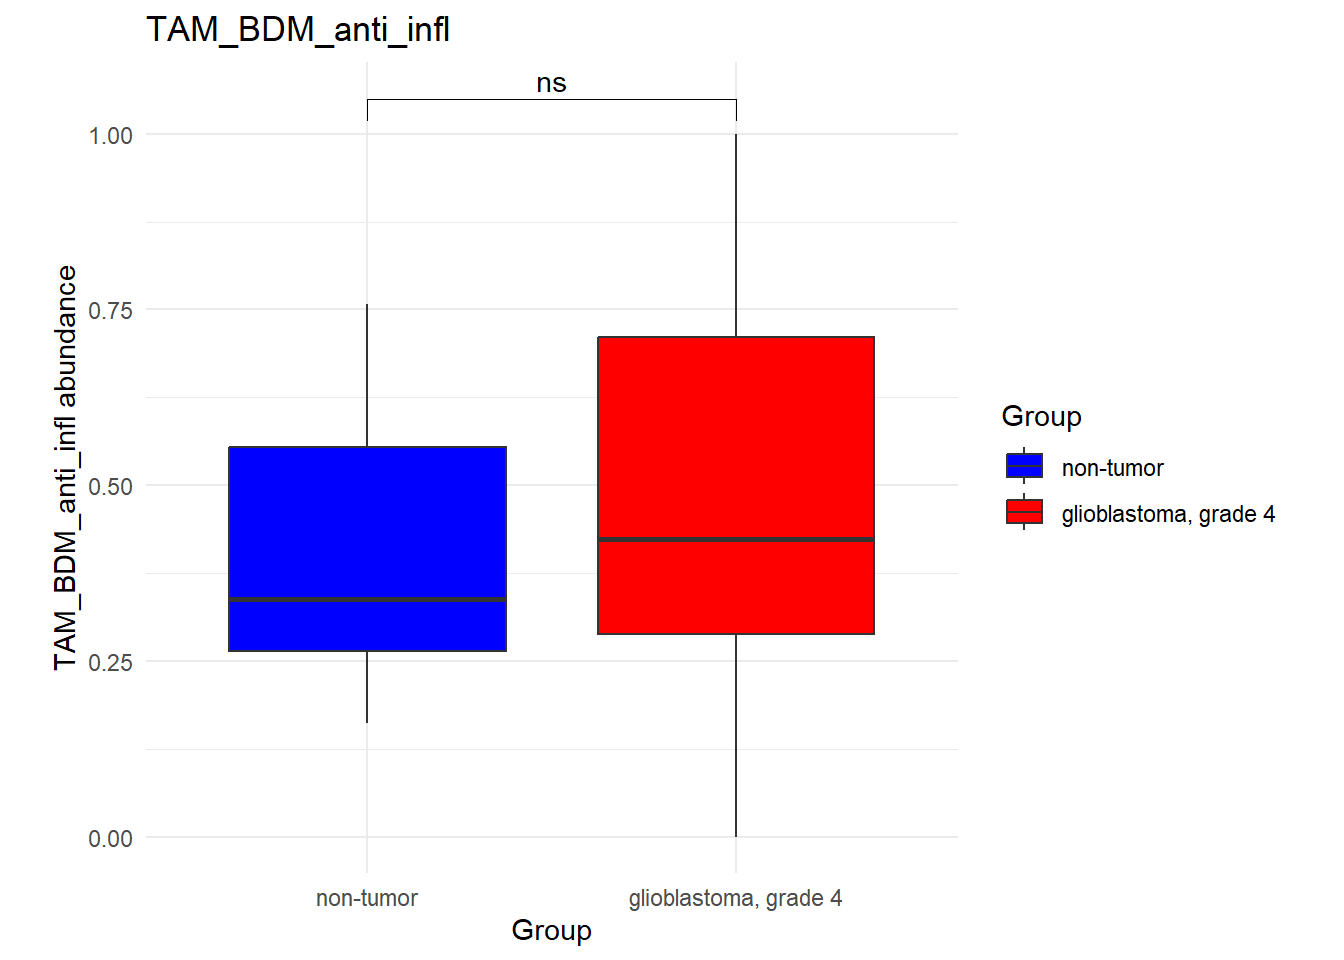 TAM_BDM_anti_infl
ns
TAM_BDM_anti_infl abundance
1.00
0.75
0.50
0.25
0.00
non-tumor
glioblastoma, grade 4
Group
Group
non-tumor
glioblastoma, grade 4